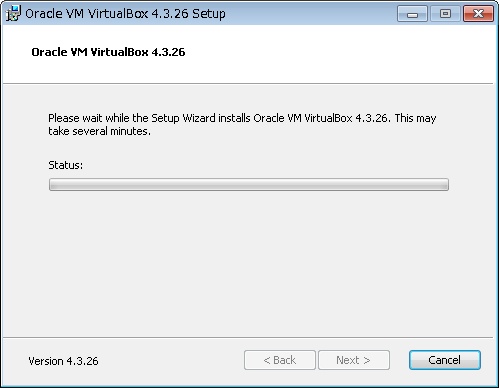 Oracle VM VirtualBox 4.3.26 Setup
Oracle VM VirtualBox 4.3.26
Please wait while the Setup Wizard installs Oracle VM VirtualBox 4.3.26. This may
take several minutes.
Status:
Version 4.3.26
< Back
Next >
Cancel